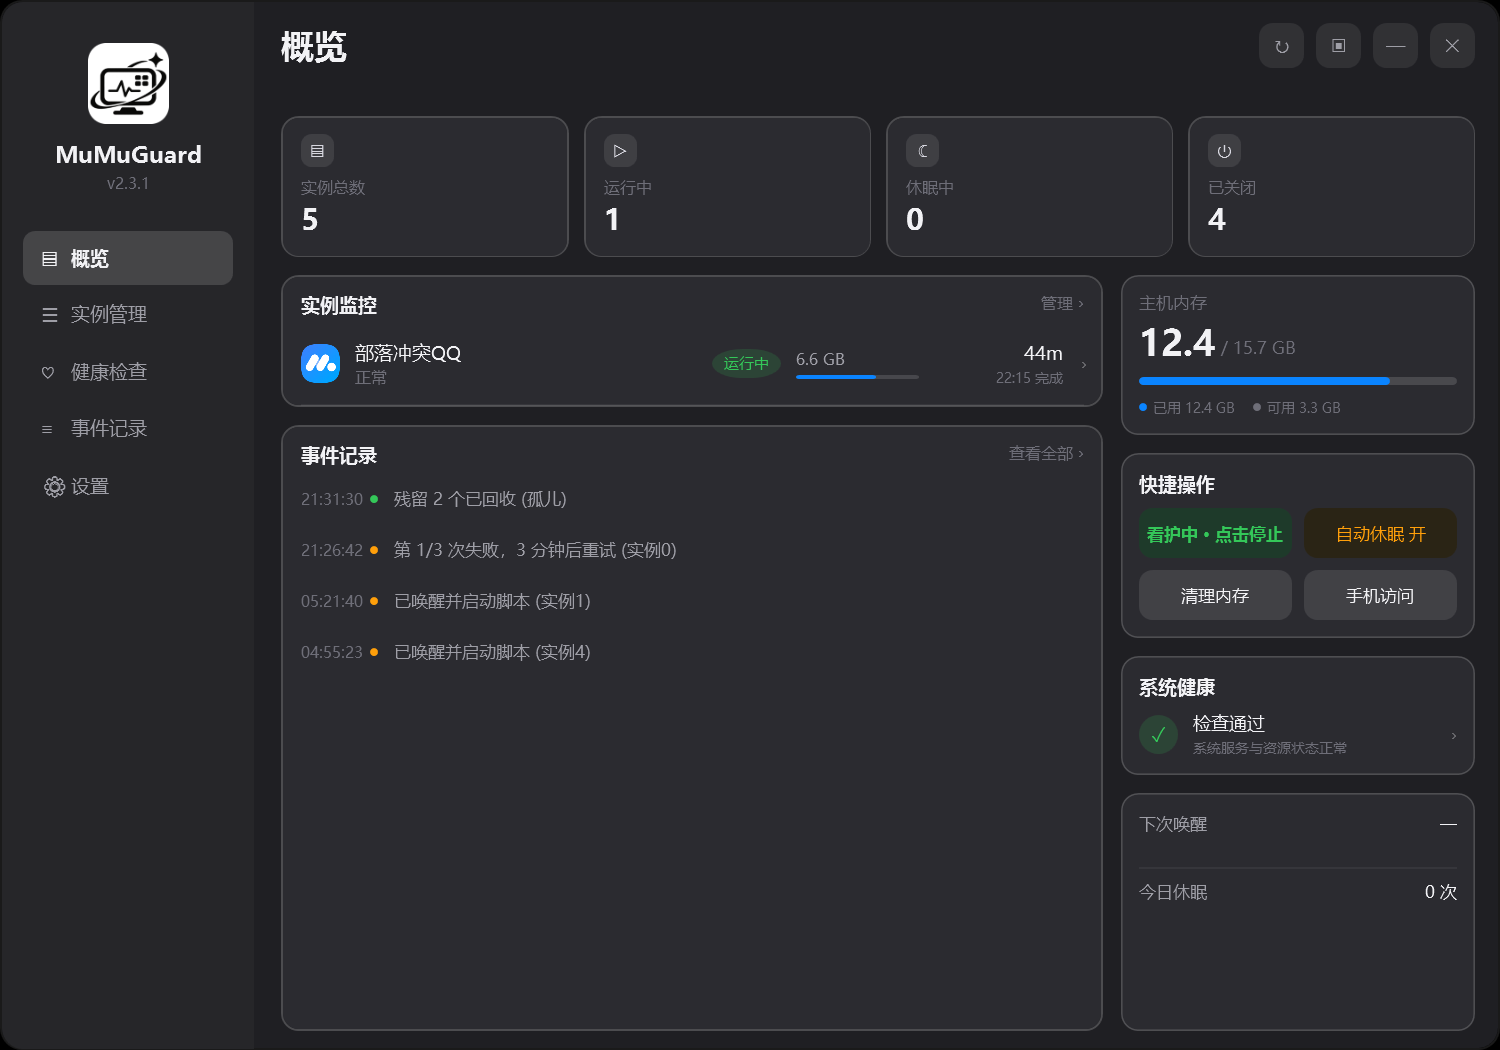 概览
MuMuGuard
v2.3.1
概览
实例管理
健康检查
事件记录
设置
实例总数
5
运行中
1
休眠中
0
已关闭
4
实例监控
管理 ›
部落冲突QQ
正常
运行中
6.6 GB
44m
22:15 完成
主机内存
12.4 / 15.7 GB
已用 12.4 GB
可用 3.3 GB
事件记录
查看全部 ›
21:31:30 残留 2 个已回收 (孤儿)
21:26:42 第 1/3 次失败，3 分钟后重试 (实例0)
05:21:40 已唤醒并启动脚本 (实例1)
04:55:23 已唤醒并启动脚本 (实例4)
快捷操作
看护中 • 点击停止
自动休眠 开
清理内存
手机访问
系统健康
检查通过
系统服务与资源状态正常
下次唤醒 —
今日休眠 0 次